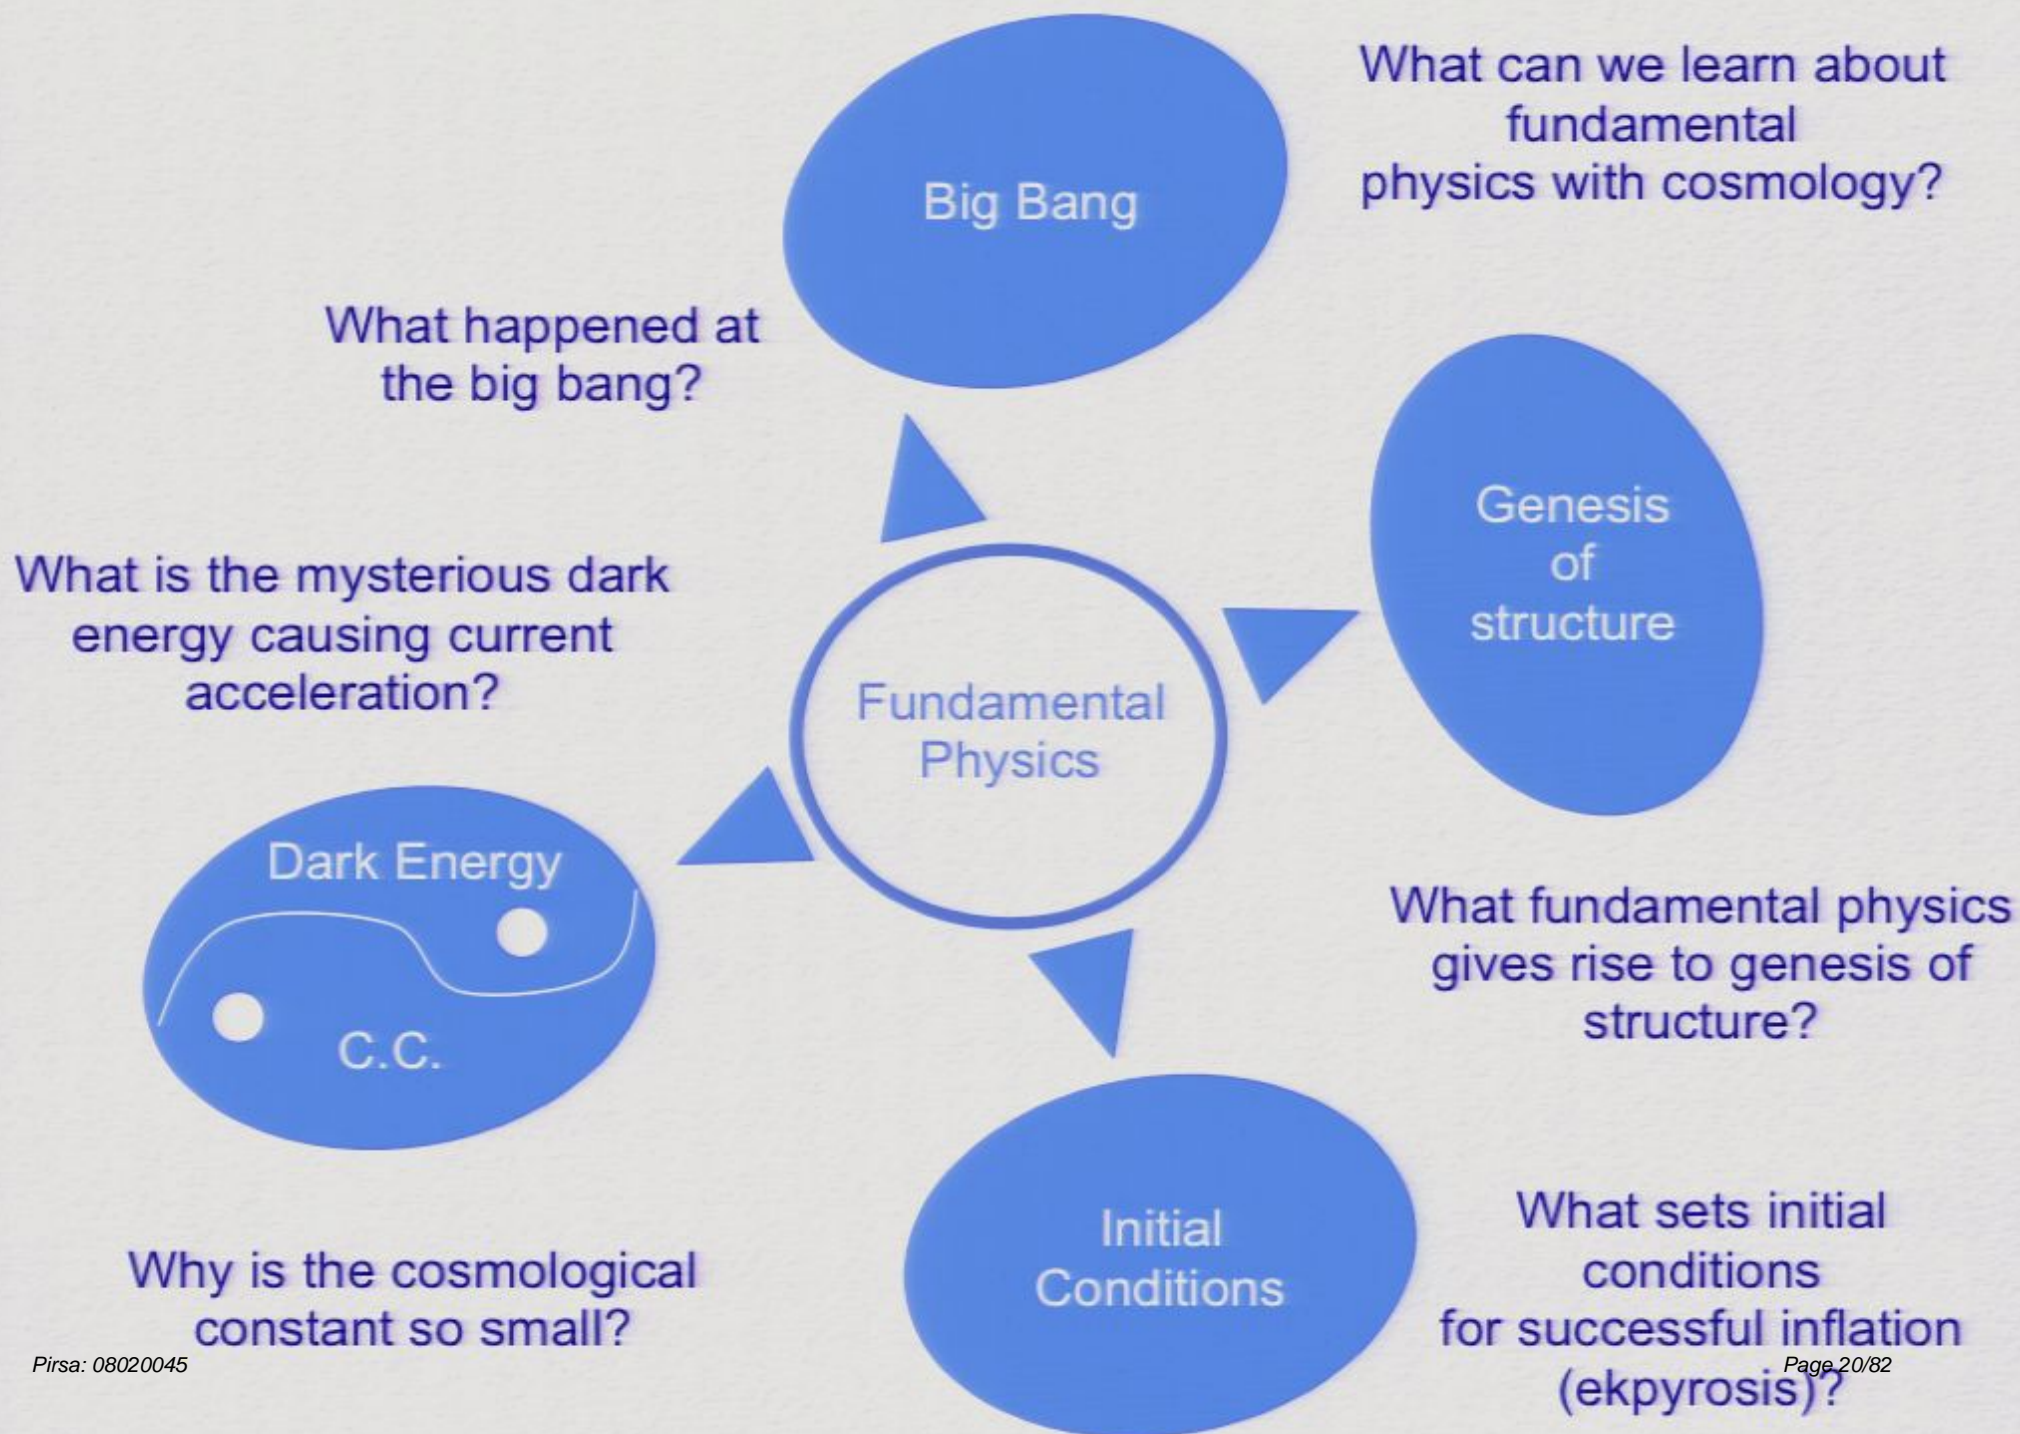 Big Bang
What can we learn about
fundamental
physics with cosmology?
What happened at
the big bang?
Genesis
of
structure
What is the mysterious dark
energy causing current
acceleration?
Fundamental
Physics
Dark Energy
C.C.
What fundamental physics
gives rise to genesis of
structure?
Initial
Conditions
What sets initial
conditions
for successful inflation
(ekpyrosis)?
Why is the cosmological
constant so small?
Pirsa: 08020045
Page 20/82